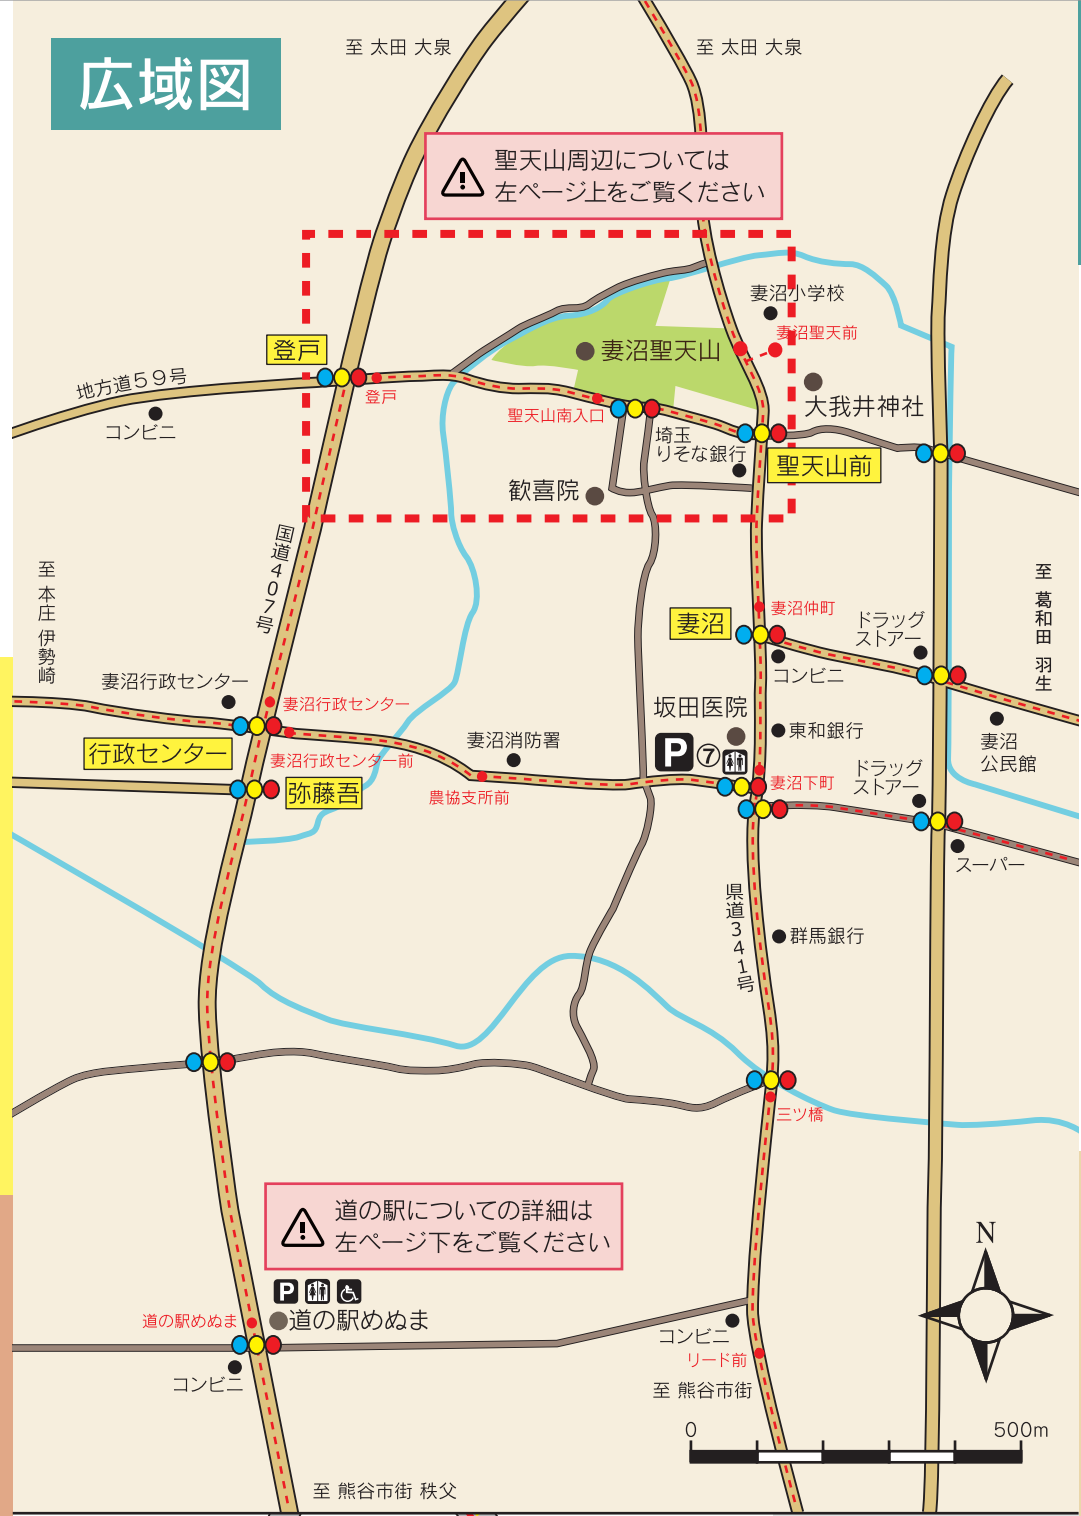 広域図
至 太田 大泉
至 太田 大泉
聖天山周辺については
左ページ上をご覧ください
妻沼小学校
妻沼聖天前
妻沼聖天山
登戸
地方道59号
登戸
聖天山南入口
コンビニ
大我井神社
埼玉
りそな銀行
聖天山前
歓喜院
国道407号
至 本庄 伊勢崎
至 葛和田 羽生
妻沼仲町
妻沼
ドラッグ
ストアー
コンビニ
妻沼行政センター
妻沼行政センター
坂田医院
東和銀行
妻沼
公民館
妻沼消防署
行政センター
妻沼行政センター前
P
⑦
妻沼下町
ドラッグ
ストアー
弥藤吾
農協支所前
スーパー
県道341号
群馬銀行
三ツ橋
道の駅についての詳細は
左ページ下をご覧ください
N
P
道の駅めぬま
道の駅めぬま
コンビニ
コンビニ
リード前
至 熊谷市街
0
500m
至 熊谷市街 秩父